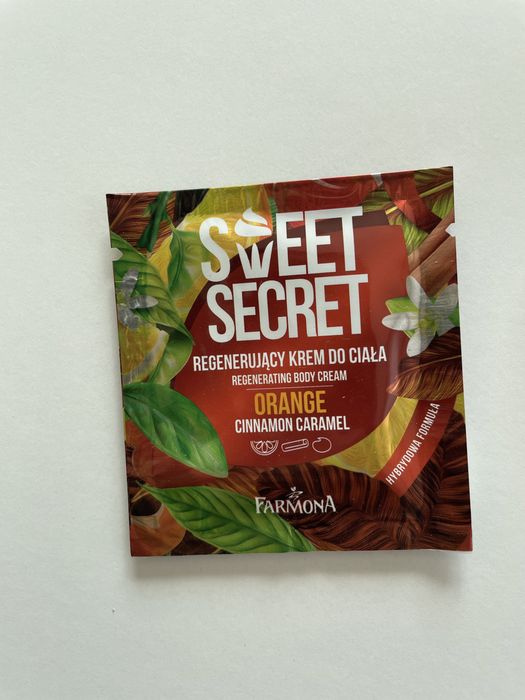 SWEET
SECRET
REGENERUJĄCY KREM DO CIAŁA
REGENERATING BODY CREAM
ORANGE
CINNAMON CARAMEL
HYBRYDOWA FORMUŁA
FARMONA